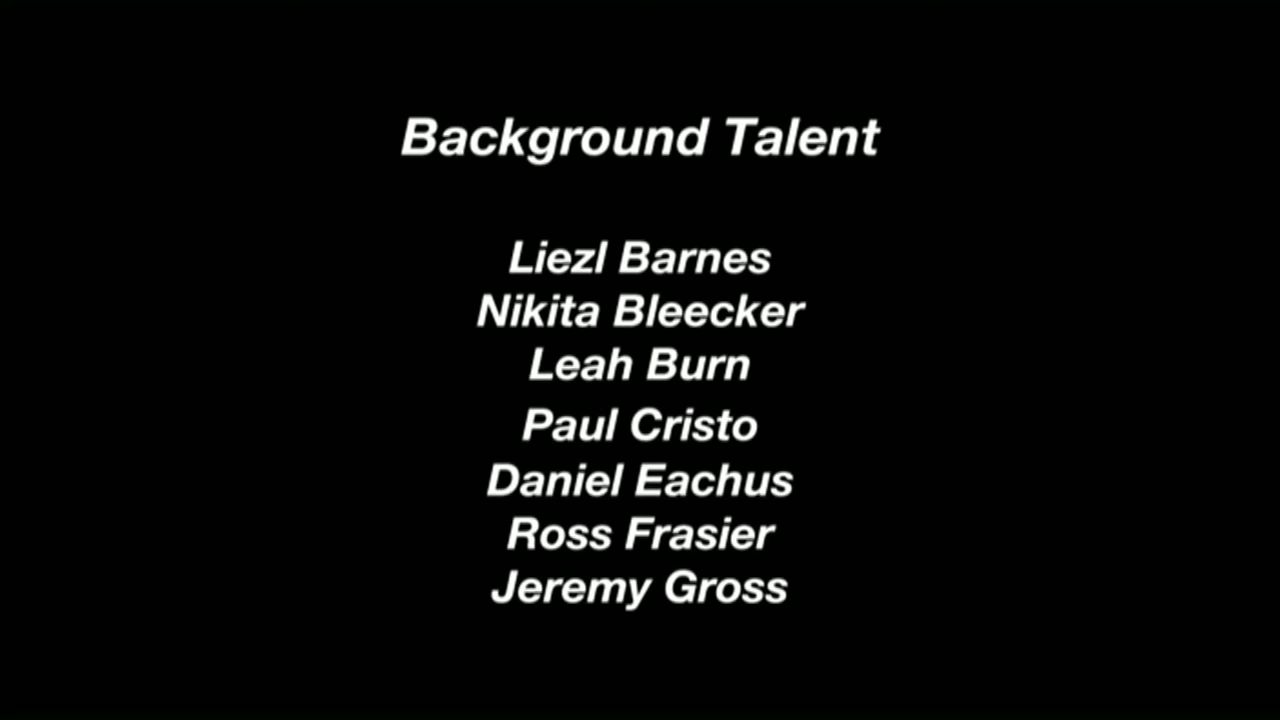 Background Talent
Liezl Barnes
Nikita Bleecker
Leah Burn
Paul Cristo
Daniel Eachus
Ross Frasier
Jeremy Gross